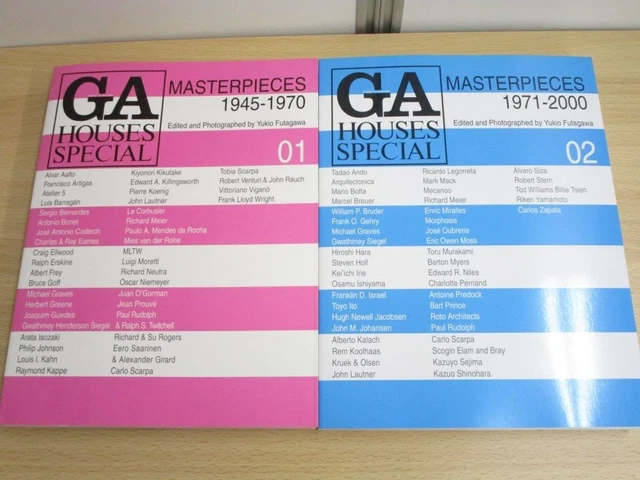 GA
HOUSES
SPECIAL
MASTERPIECES
1945-1970
Edited and Photographed by Yukio Futagawa
01
Alvar Aalto Kiyonori Kikutake Tobia Scarpa
Francisco Artigas Edward A. Killingsworth Robert Venturi & John Rauch
Atelier 5 Pierre Koenig Vittoriano Viganò
Luis Barragán John Lautner Frank Lloyd Wright
Sergio Bernardes Le Corbusier
Antonio Bonet Richard Meier
José Antonio Coderch Paulo A. Mendes da Rocha
Charles & Ray Eames Mies van der Rohe
Craig Ellwood MLTW
Ralph Erskine Luigi Moretti
Albert Frey Richard Neutra
Bruce Goff Oscar Niemeyer
Michael Graves Juan O'Gorman
Herbert Greene Jean Prouvé
Joaquim Guedes Paul Rudolph
Gwathmey Henderson Siegel & Ralph S. Twitchell
Arata Isozaki Richard & Su Rogers
Philip Johnson Eero Saarinen
Louis I. Kahn & Alexander Girard
Raymond Kappe Carlo Scarpa
GA
HOUSES
SPECIAL
MASTERPIECES
1971-2000
Edited and Photographed by Yukio Futagawa
02
Tadao Ando Ricardo Legorreta Alvaro Siza
Arquitectonica Mark Mack Robert Stern
Mario Botta Mecanoo Tod Williams Billie Tsien
Marcel Breuer Richard Meier Riken Yamamoto
William P. Bruder Enric Miralles Carlos Zapata
Frank O. Gehry Morphosis
Michael Graves José Oubrerie
Gwathmey Siegel Eric Owen Moss
Hiroshi Hara Toru Murakami
Steven Holl Barton Myers
Kei'ichi Irie Edward R. Niles
Osamu Ishiyama Charlotte Perriand
Franklin D. Israel Antoine Predock
Toyo Ito Bart Prince
Hugh Newell Jacobsen Roto Architects
John M. Johansen Paul Rudolph
Alberto Kalach Carlo Scarpa
Rem Koolhaas Scogin Elam and Bray
Kruek & Olsen Kazuyo Sejima
John Lautner Kazuo Shinohara